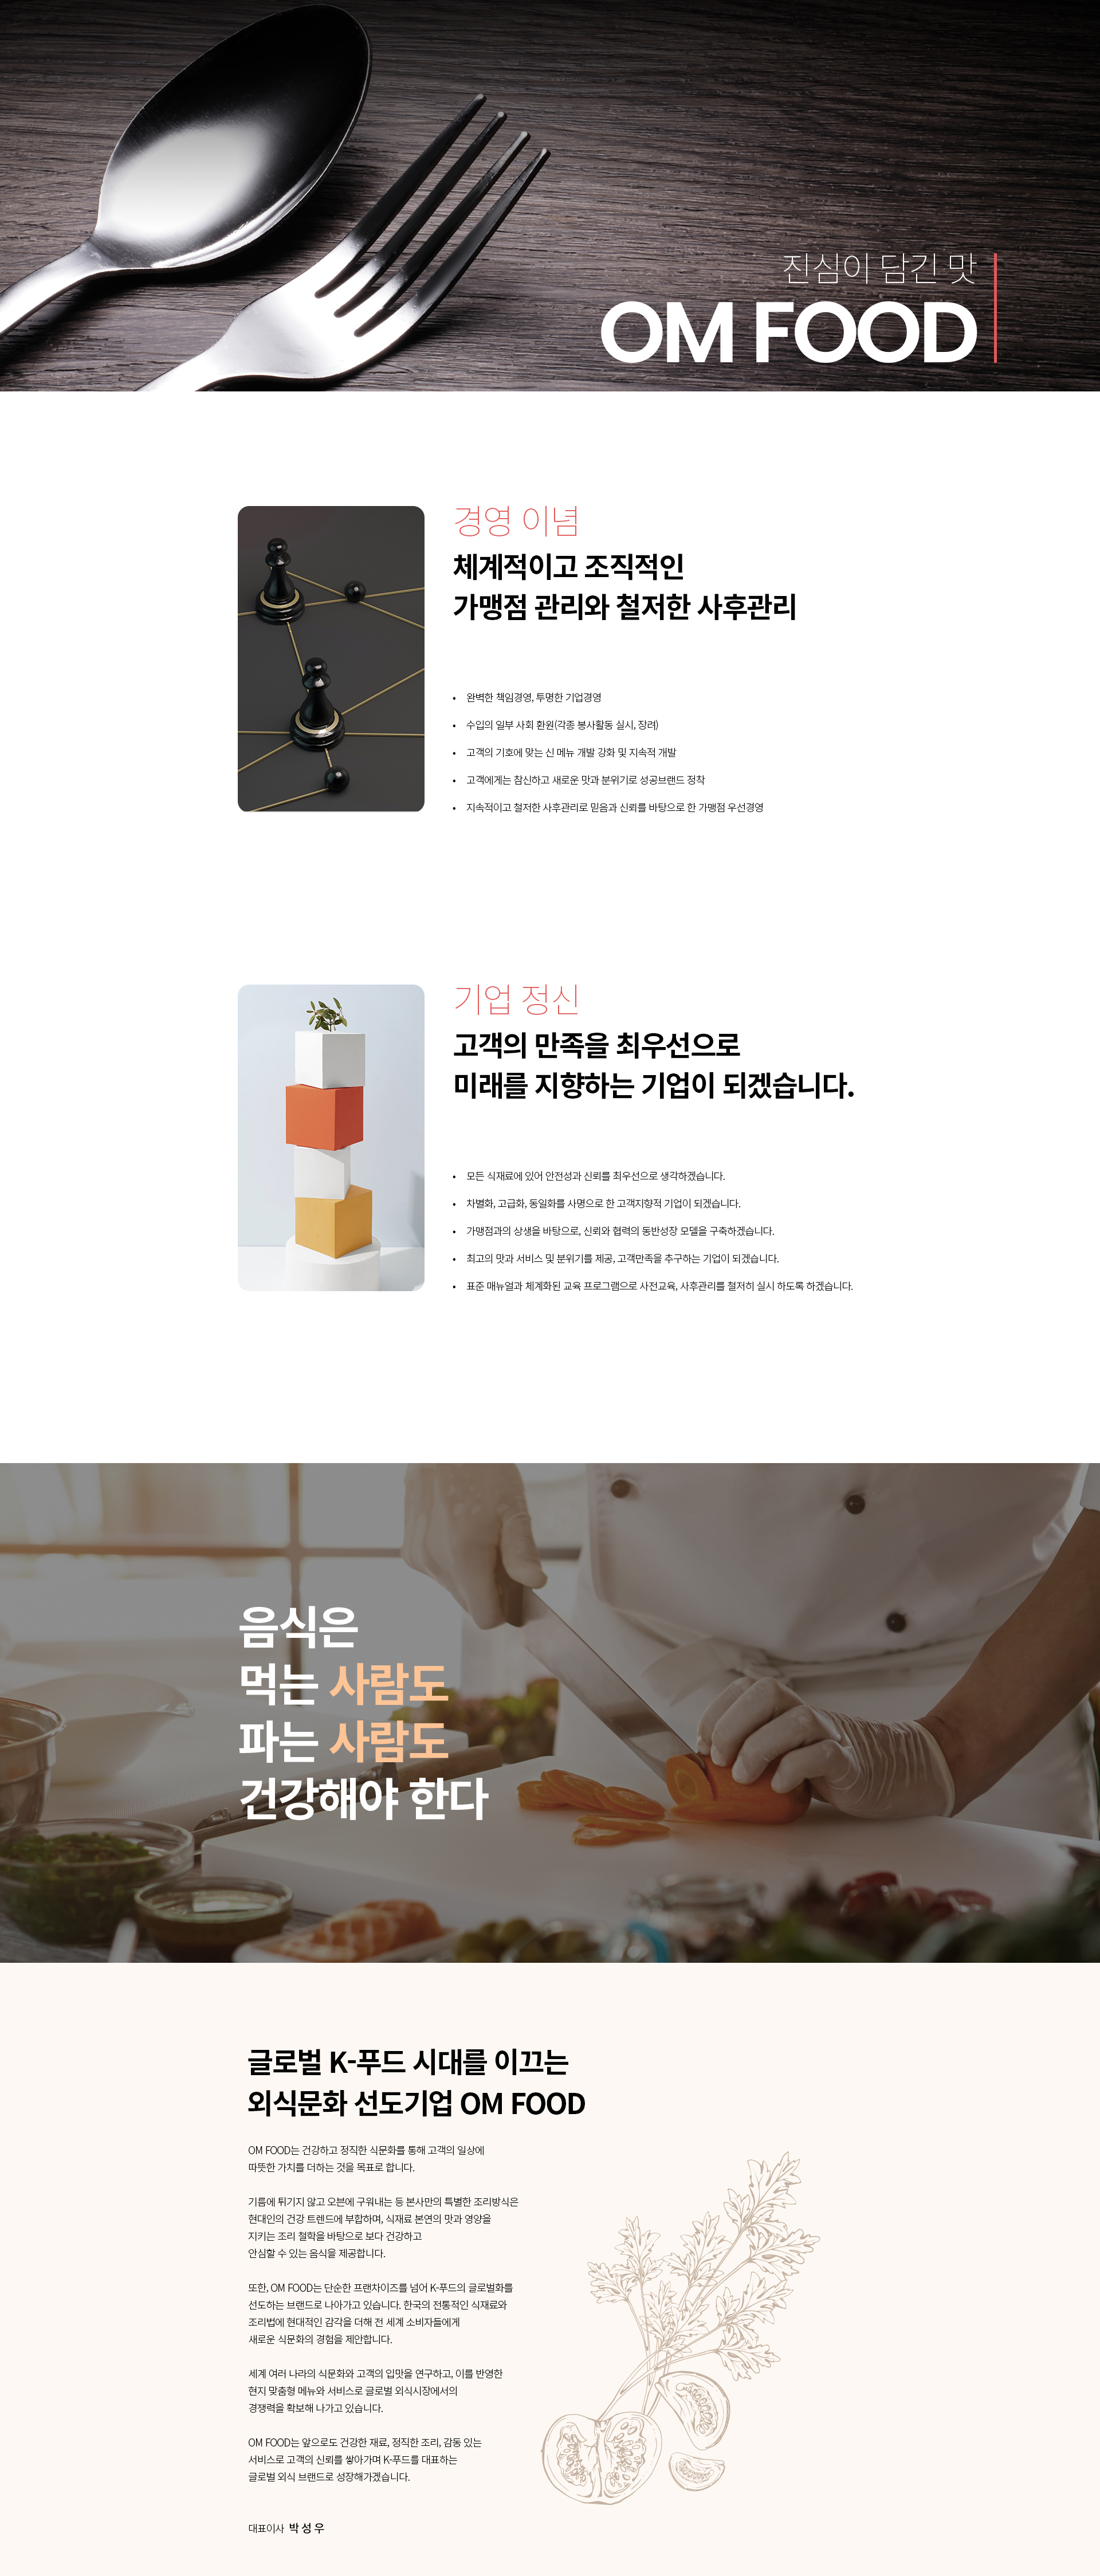 진심이 담긴 맛
OM FOOD
경영 이념
체계적이고 조직적인
가맹점 관리와 철저한 사후관리
• 완벽한 책임경영, 투명한 기업경영
• 수입의 일부 사회 환원(각종 봉사활동 실시, 장려)
• 고객의 기호에 맞는 신 메뉴 개발 강화 및 지속적 개발
• 고객에게는 참신하고 새로운 맛과 분위기로 성공브랜드 정착
• 지속적이고 철저한 사후관리로 믿음과 신뢰를 바탕으로 한 가맹점 우선경영
기업 정신
고객의 만족을 최우선으로
미래를 지향하는 기업이 되겠습니다.
• 모든 식재료에 있어 안전성과 신뢰를 최우선으로 생각하겠습니다.
• 차별화, 고급화, 동일화를 사명으로 한 고객지향적 기업이 되겠습니다.
• 가맹점과의 상생을 바탕으로, 신뢰와 협력의 동반성장 모델을 구축하겠습니다.
• 최고의 맛과 서비스 및 분위기를 제공, 고객만족을 추구하는 기업이 되겠습니다.
• 표준 매뉴얼과 체계화된 교육 프로그램으로 사전교육, 사후관리를 철저히 실시 하도록 하겠습니다.
음식은
먹는 사람도
파는 사람도
건강해야 한다
글로벌 K-푸드 시대를 이끄는
외식문화 선도기업 OM FOOD
OM FOOD는 건강하고 정직한 식문화를 통해 고객의 일상에
따뜻한 가치를 더하는 것을 목표로 합니다.
기름에 튀기지 않고 오븐에 구워내는 등 본사만의 특별한 조리방식은
현대인의 건강 트렌드에 부합하며, 식재료 본연의 맛과 영양을
지키는 조리 철학을 바탕으로 보다 건강하고
안심할 수 있는 음식을 제공합니다.
또한, OM FOOD는 단순한 프랜차이즈를 넘어 K-푸드의 글로벌화를
선도하는 브랜드로 나아가고 있습니다. 한국의 전통적인 식재료와
조리법에 현대적인 감각을 더해 전 세계 소비자들에게
새로운 식문화의 경험을 제안합니다.
세계 여러 나라의 식문화와 고객의 입맛을 연구하고, 이를 반영한
현지 맞춤형 메뉴와 서비스로 글로벌 외식시장에서의
경쟁력을 확보해 나가고 있습니다.
OM FOOD는 앞으로도 건강한 재료, 정직한 조리, 감동 있는
서비스로 고객의 신뢰를 쌓아가며 K-푸드를 대표하는
글로벌 외식 브랜드로 성장해가겠습니다.
대표이사 박 성 우